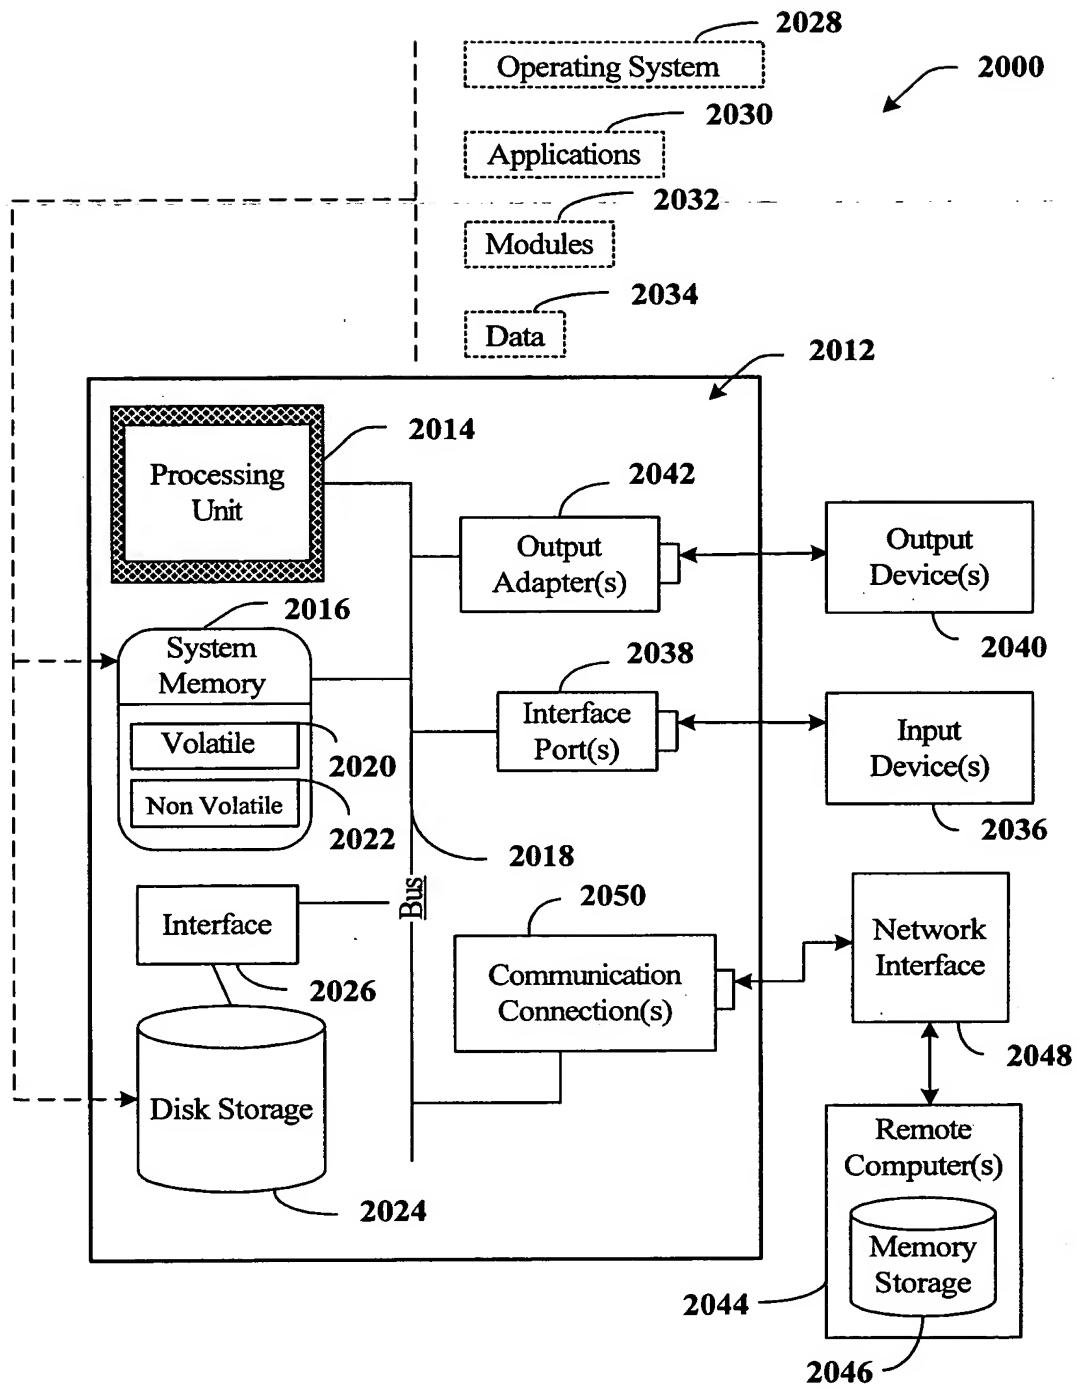 2028
Operating System
2000
2030
Applications
2032
Modules
2034
Data
2012
2014
Processing
Unit
2042
Output
Adapter(s)
Output
Device(s)
2040
2016
System
Memory
2038
Interface
Port(s)
Input
Device(s)
2036
Volatile
2020
Non Volatile
2022
2018
Bus
2050
Interface
2026
Communication
Connection(s)
Network
Interface
2048
Disk Storage
2024
Remote
Computer(s)
Memory
Storage
2044
2046